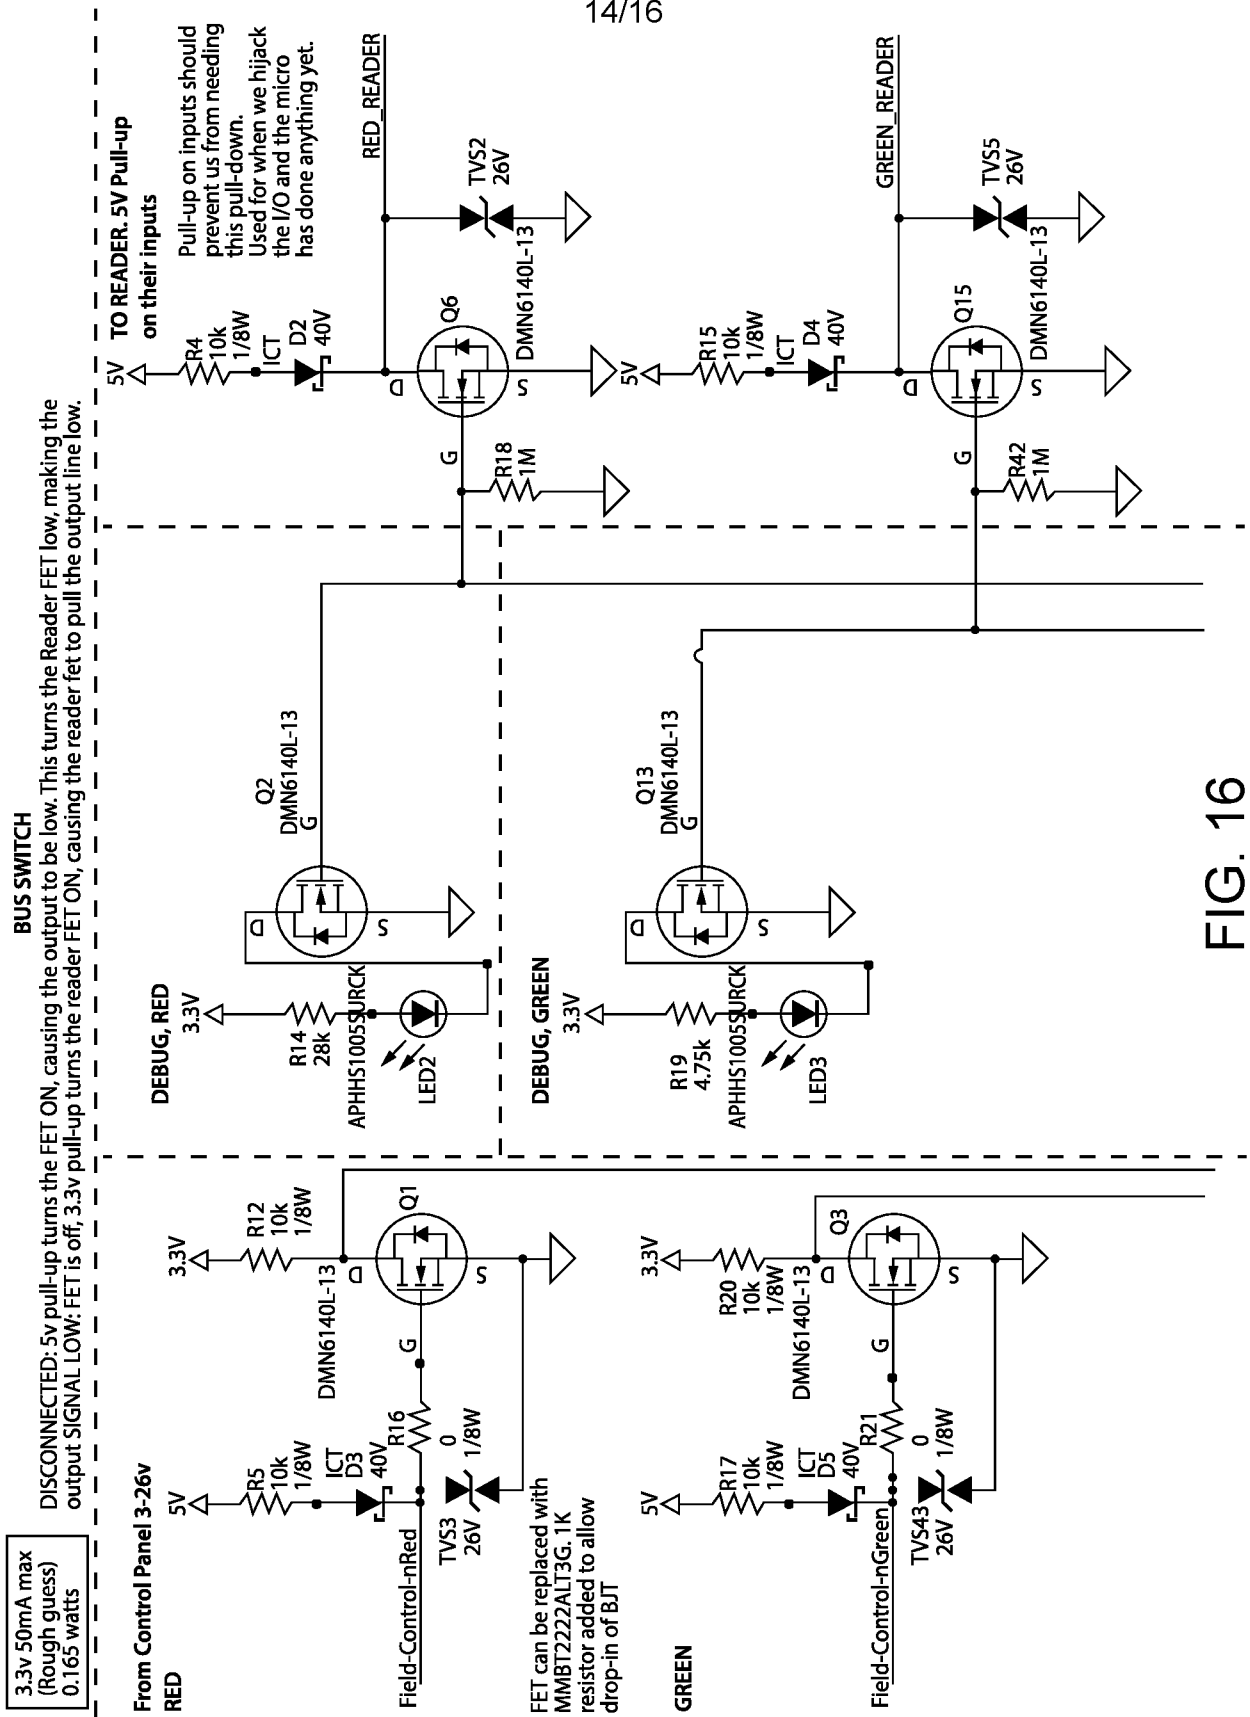 14/16
BUS SWITCH
3.3v 50mA max
(Rough guess)
0.165 watts
DISCONNECTED: 5v pull-up turns the FET ON, causing the output to be low. This turns the Reader FET low, making the
output SIGNAL LOW: FET is off, 3.3v pull-up turns the reader FET ON, causing the reader fet to pull the output line low.
From Control Panel 3-26v
RED
5V
R5
10k
1/8W
ICT
D3
40V
Field-Control-nRed
R16
0
1/8W
TVS3
26V
3.3V
R12
10k
1/8W
DMN6140L-13
D
Q1
G
S
FET can be replaced with
MMBT2222ALT3G. 1K
resistor added to allow
drop-in of BJT
GREEN
5V
R17
10k
1/8W
ICT
D5
40V
Field-Control-nGreen
R21
0
1/8W
TVS43
26V
3.3V
R20
10k
1/8W
DMN6140L-13
D
Q3
G
S
DEBUG, RED
3.3V
R14
28k
APHHS1005SURCK
LED2
D
S
Q2
DMN6140L-13
G
DEBUG, GREEN
3.3V
R19
4.75k
APHHS1005SURCK
LED3
D
S
Q13
DMN6140L-13
G
TO READER. 5V Pull-up
on their inputs
Pull-up on inputs should
prevent us from needing
this pull-down.
Used for when we hijack
the I/O and the micro
has done anything yet.
5V
R4
10k
1/8W
ICT
D2
40V
RED_READER
D
Q6
G
S
DMN6140L-13
TVS2
26V
R18
1M
5V
R15
10k
1/8W
ICT
D4
40V
GREEN_READER
D
Q15
G
S
DMN6140L-13
TVS5
26V
R42
1M
FIG. 16